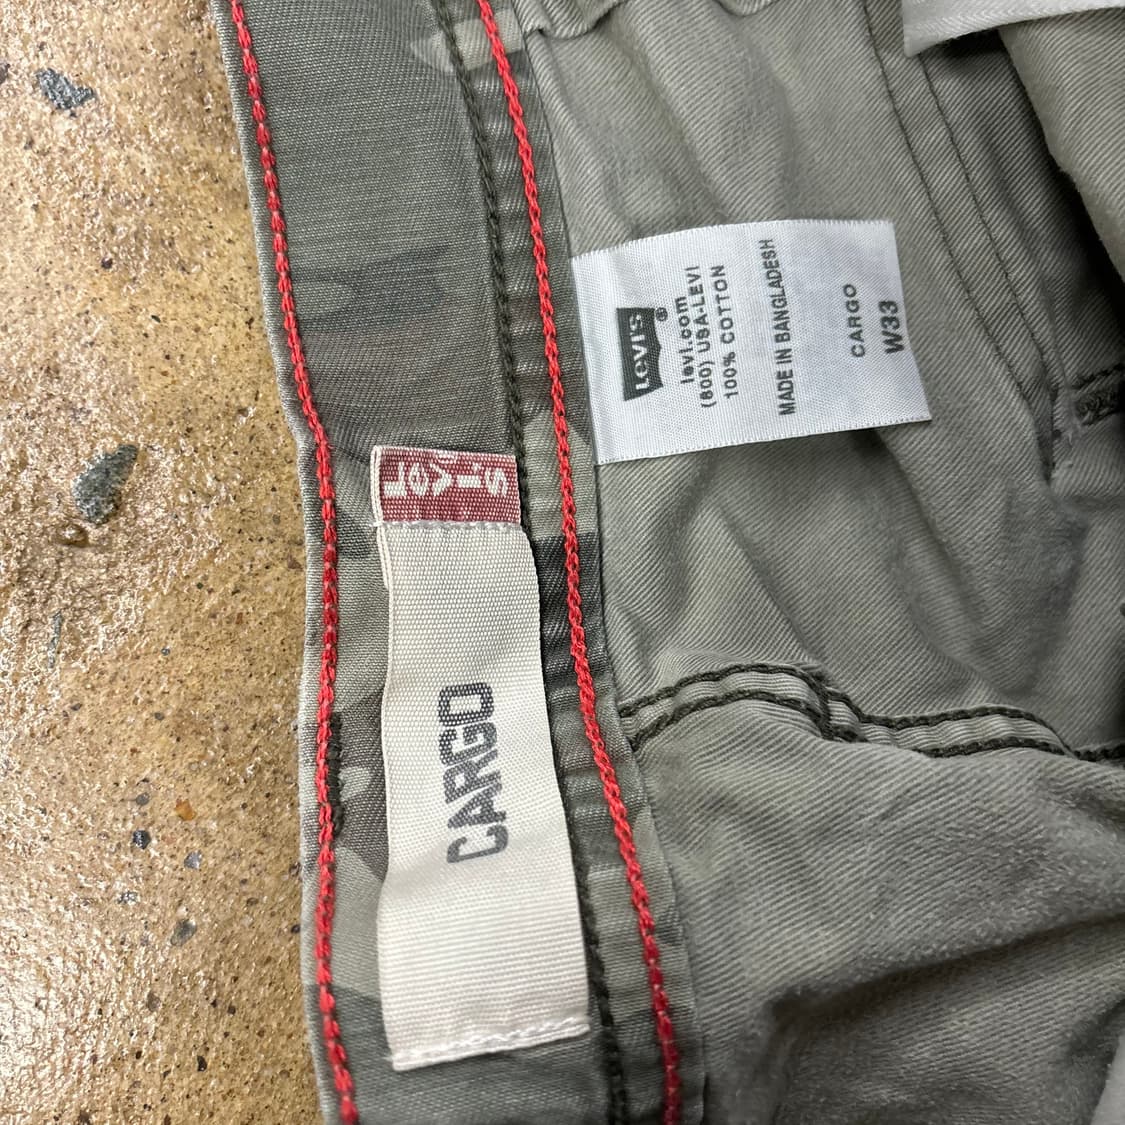 Levi's
CARGO
LEVI'S®
levi.com
(800) USA-LEVI
100% COTTON
MADE IN BANGLADESH
CARGO
W33